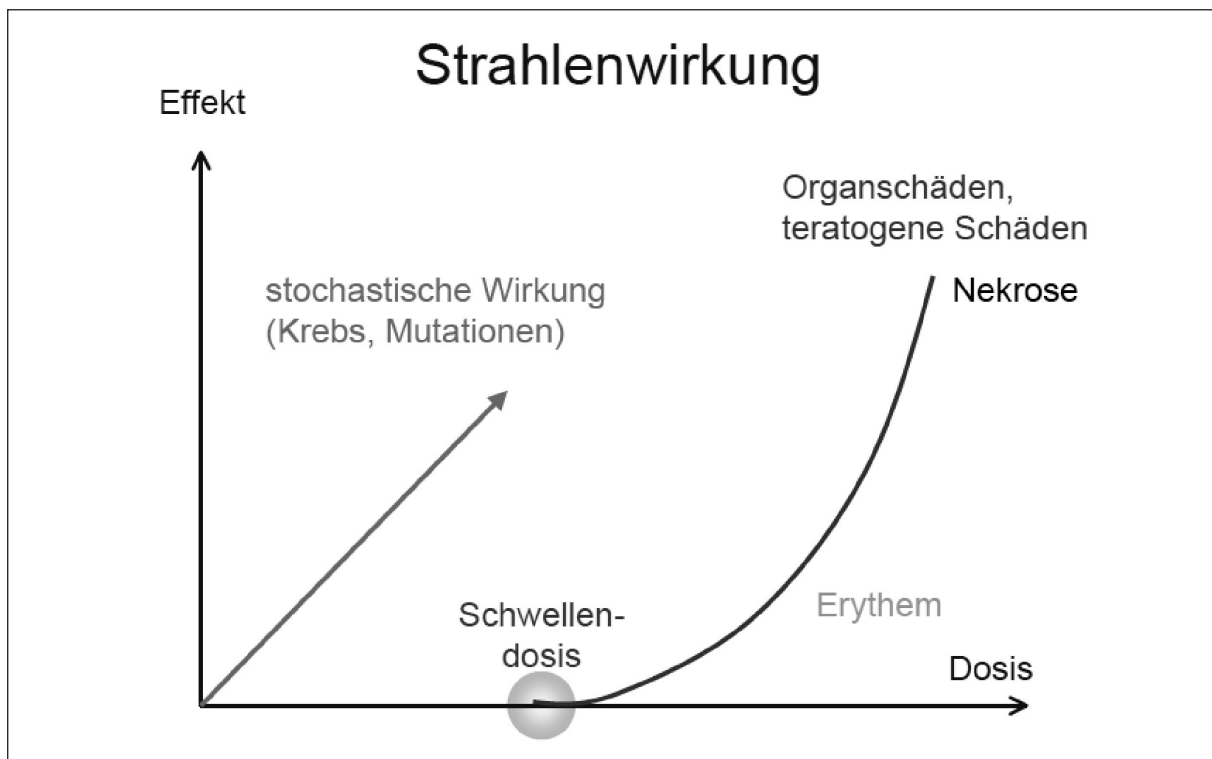 Strahlenwirkung
Effekt
Organschäden,
teratogene Schäden
Nekrose
stochastische Wirkung
(Krebs, Mutationen)
Erythem
Schwellen-
dosis
Dosis